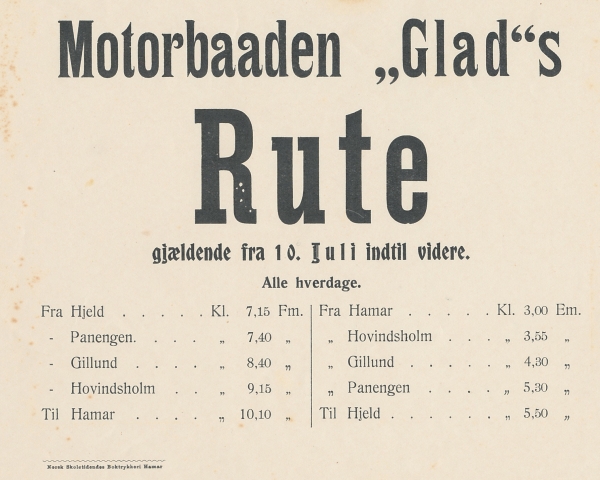 Motorbaaden „Glad“s
Rute
gjældende fra 10. Juli indtil videre.
Alle hverdage.
Fra Hjeld . . . . . Kl. 7,15 Fm.
- Panengen. . . . . „ 7,40 „
- Gillund . . . . „ 8,40 „
- Hovindsholm . . „ 9,15 „
Til Hamar . . . . „ 10,10 „
Fra Hamar . . . . Kl. 3,00 Em.
„ Hovindsholm . . . „ 3,55 „
„ Gillund . . . . . „ 4,30 „
„ Panengen . . . . „ 5,30 „
Til Hjeld . . . . . „ 5,50 „
Norsk Skoletidendes Boktrykkeri Hamar